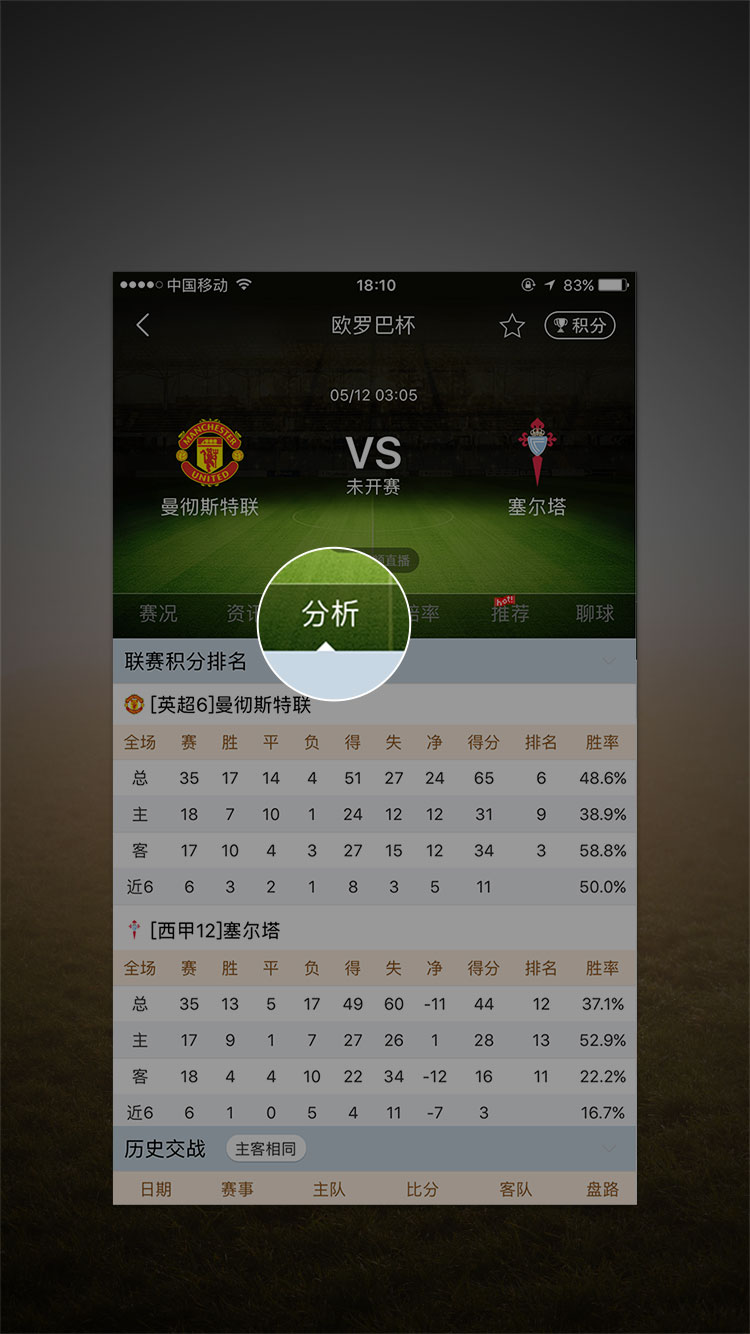 中国移动 18:10 83%
欧罗巴杯 积分
05/12 03:05
MANCHESTER UNITED
VS
未开赛
曼彻斯特联 塞尔塔
直播
赛况 资讯 分析 赔率 推荐 hot! 聊球
联赛积分排名
[英超6]曼彻斯特联
全场 赛 胜 平 负 得 失 净 得分 排名 胜率
总 35 17 14 4 51 27 24 65 6 48.6%
主 18 7 10 1 24 12 12 31 9 38.9%
客 17 10 4 3 27 15 12 34 3 58.8%
近6 6 3 2 1 8 3 5 11 50.0%
[西甲12]塞尔塔
全场 赛 胜 平 负 得 失 净 得分 排名 胜率
总 35 13 5 17 49 60 -11 44 12 37.1%
主 17 9 1 7 27 26 1 28 13 52.9%
客 18 4 4 10 22 34 -12 16 11 22.2%
近6 6 1 0 5 4 11 -7 3 16.7%
历史交战 主客相同
日期 赛事 主队 比分 客队 盘路